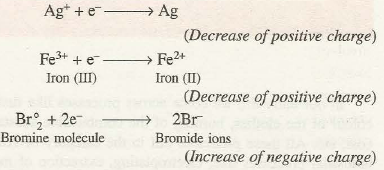 Ag⁺ + e⁻ ⟶ Ag
(Decrease of positive charge)
Fe³⁺ + e⁻ ⟶ Fe²⁺
Iron (III) Iron (II)
(Decrease of positive charge)
Br°₂ + 2e⁻ ⟶ 2Br⁻
Bromine molecule Bromide ions
(Increase of negative charge)